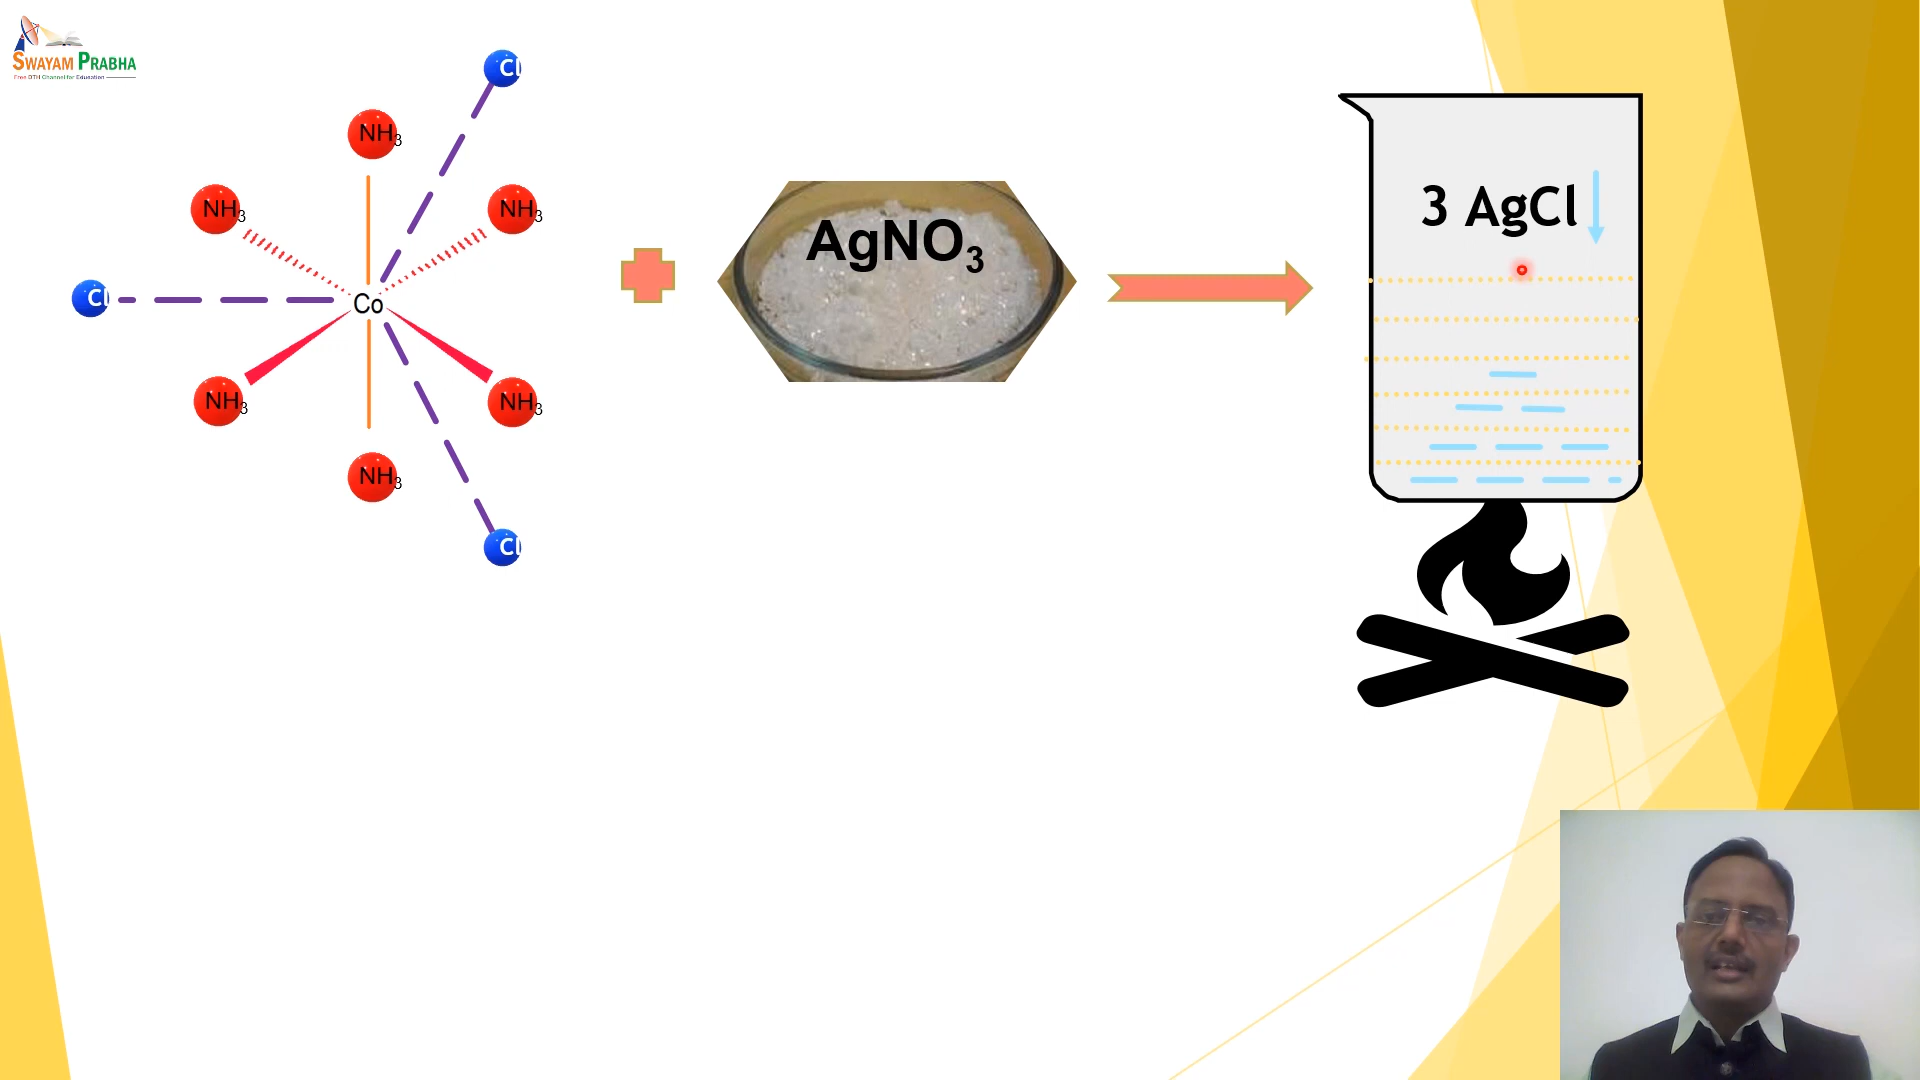 SWAYAM PRABHA
Free DTH Channel for Education
Cl
NH3
NH3
NH3
Cl
Co
NH3
NH3
NH3
Cl
AgNO3
3 AgCl